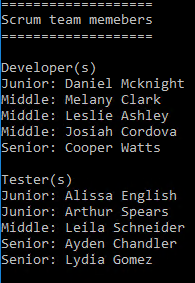 ===================
Scrum team memebers
===================
Developer(s)
Junior: Daniel Mcknight
Middle: Melany Clark
Middle: Leslie Ashley
Middle: Josiah Cordova
Senior: Cooper Watts
Tester(s)
Junior: Alissa English
Junior: Arthur Spears
Middle: Leila Schneider
Senior: Ayden Chandler
Senior: Lydia Gomez